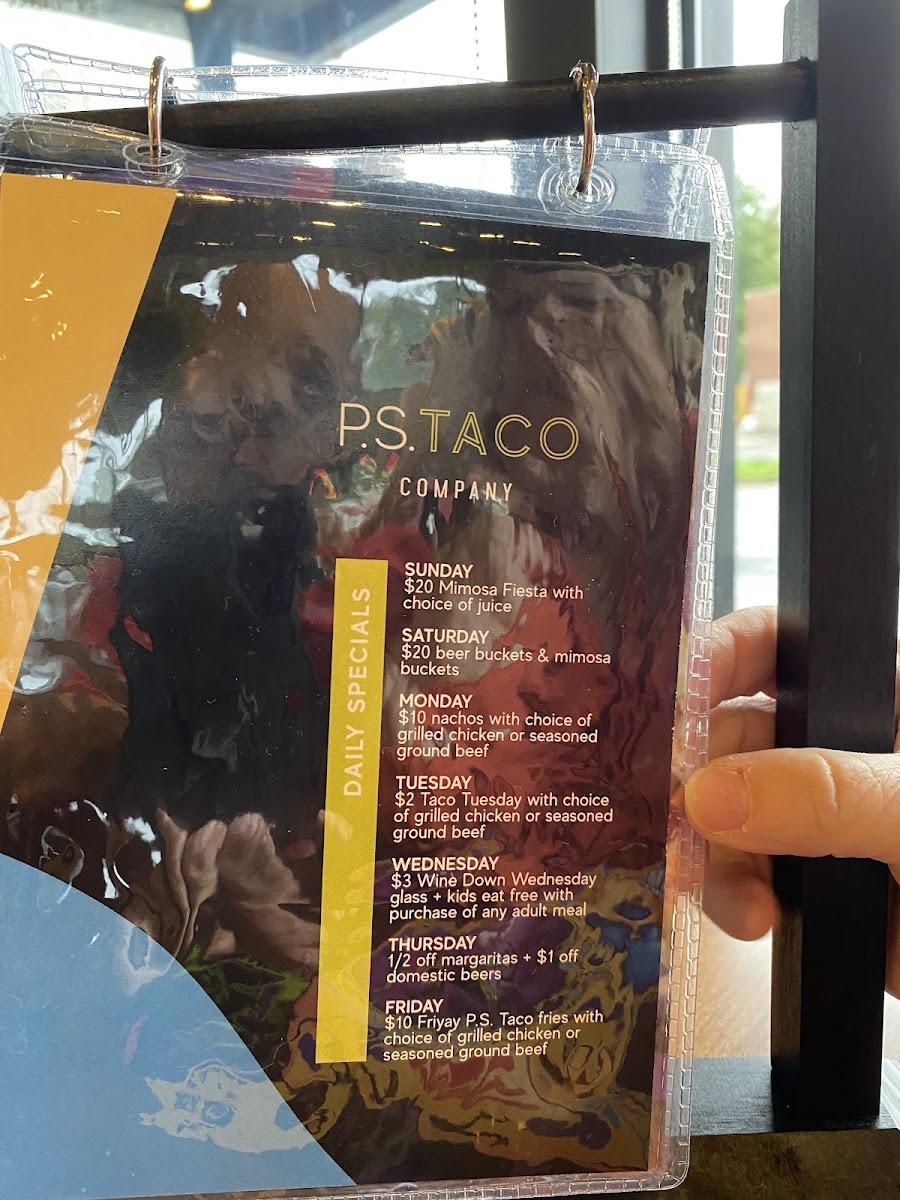 P.S. TACO
COMPANY
DAILY SPECIALS
SUNDAY
$20 Mimosa Fiesta with
choice of juice
SATURDAY
$20 beer buckets & mimosa
buckets
MONDAY
$10 nachos with choice of
grilled chicken or seasoned
ground beef
TUESDAY
$2 Taco Tuesday with choice
of grilled chicken or seasoned
ground beef
WEDNESDAY
$3 Wine Down Wednesday
glass + kids eat free with
purchase of any adult meal
THURSDAY
1/2 off margaritas + $1 off
domestic beers
FRIDAY
$10 Friyay P.S. Taco fries with
choice of grilled chicken or
seasoned ground beef